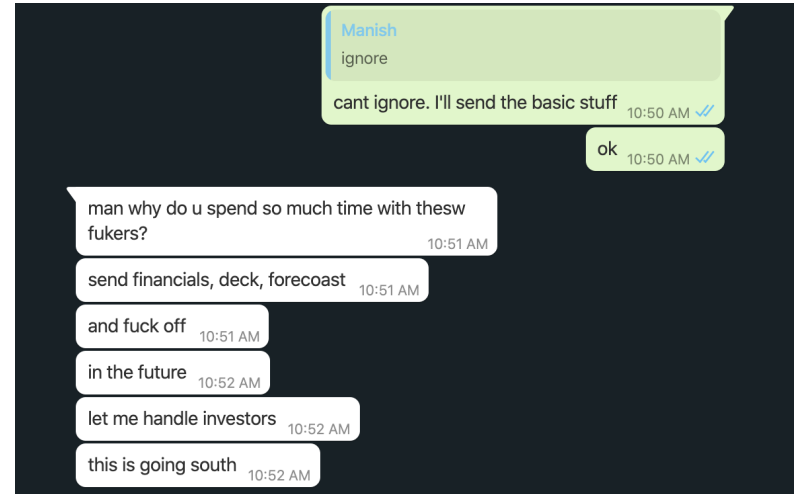 Manish
ignore
cant ignore. I'll send the basic stuff
10:50 AM
ok
10:50 AM
man why do u spend so much time with thesw
fukers?
10:51 AM
send financials, deck, forecoast
10:51 AM
and fuck off
10:51 AM
in the future
10:52 AM
let me handle investors
10:52 AM
this is going south
10:52 AM